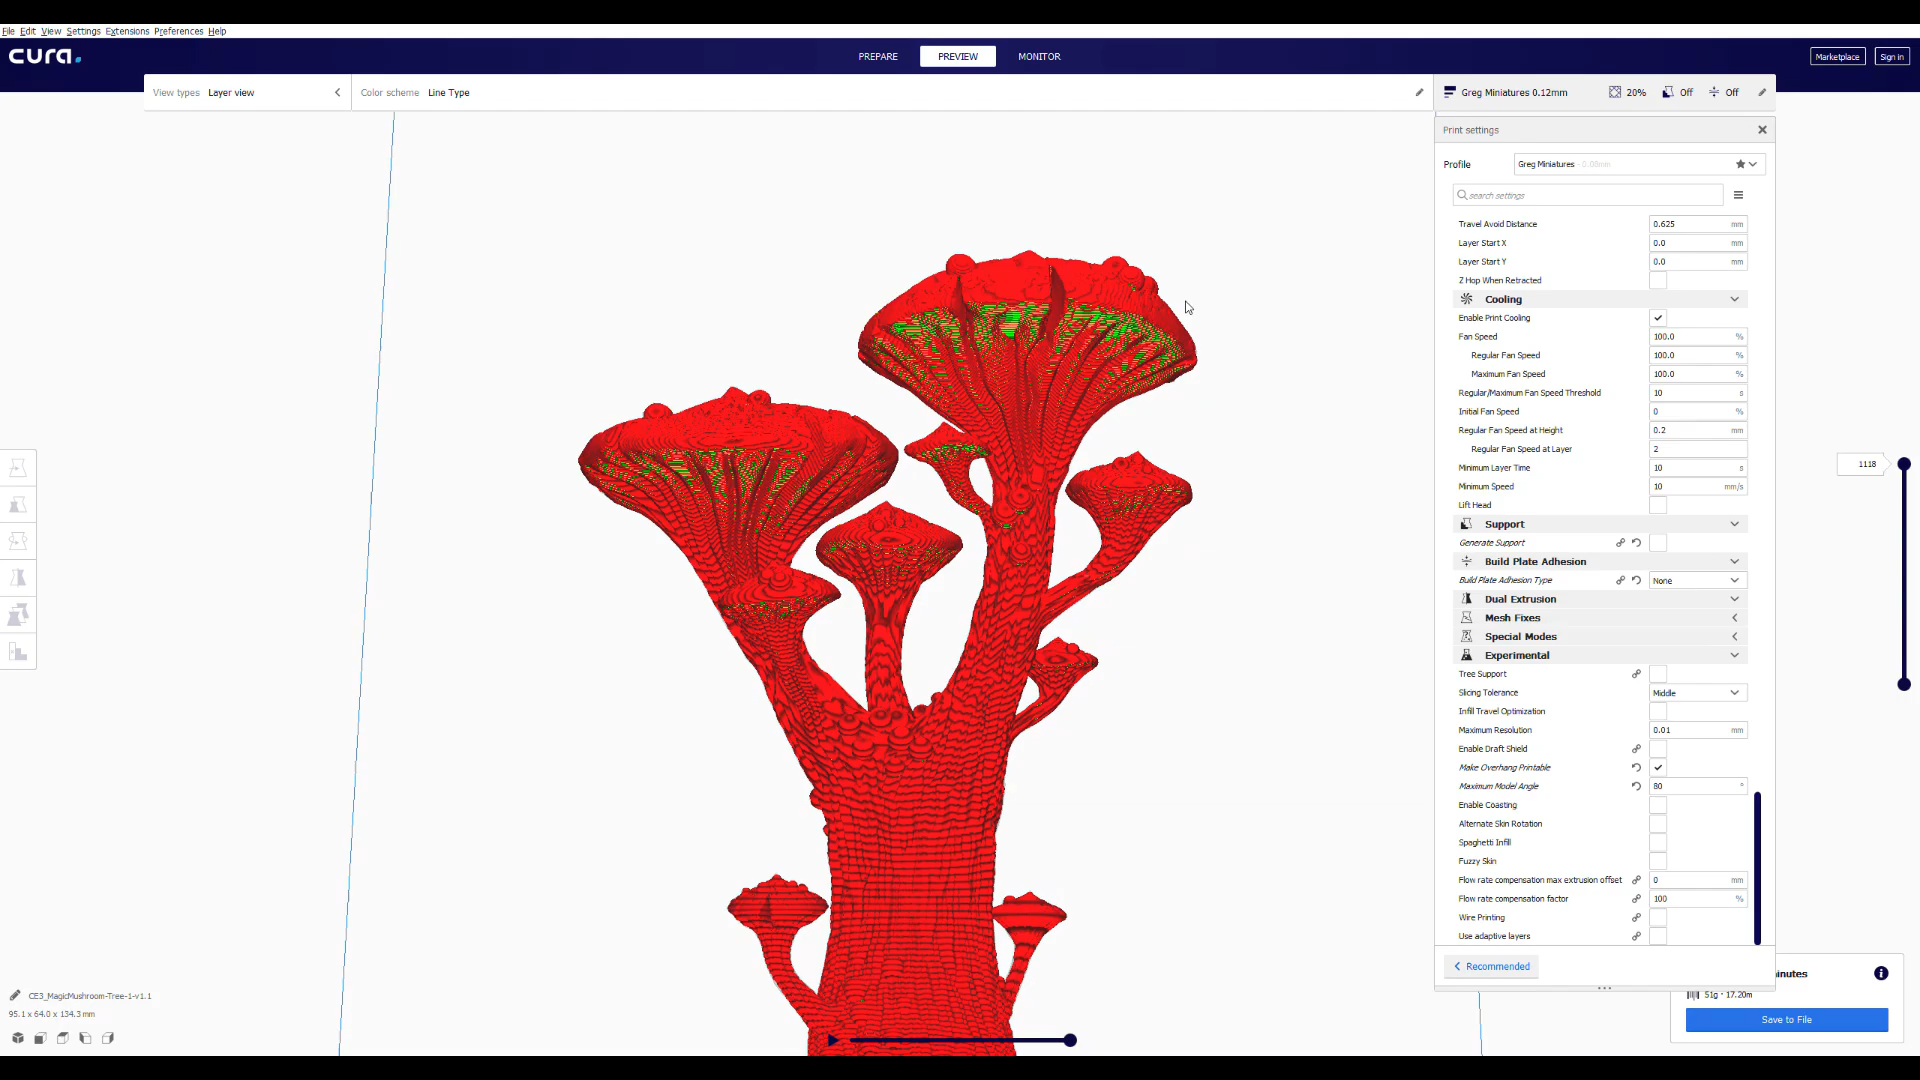 File Edit View Settings Extensions Preferences Help
cura.
PREPARE PREVIEW MONITOR
Marketplace Sign in
View types Layer view Color scheme Line Type
Greg Miniatures 0.12mm 20% Off Off
Print settings
Profile Greg Miniatures - 0.08mm
search settings
Travel Avoid Distance 0.625 mm
Layer Start X 0.0 mm
Layer Start Y 0.0 mm
Z Hop When Retracted
Cooling
Enable Print Cooling
Fan Speed 100.0 %
Regular Fan Speed 100.0 %
Maximum Fan Speed 100.0 %
Regular/Maximum Fan Speed Threshold 10 s
Initial Fan Speed 0 %
Regular Fan Speed at Height 0.2 mm
Regular Fan Speed at Layer 2
Minimum Layer Time 10 s
Minimum Speed 10 mm/s
Lift Head
Support
Generate Support
Build Plate Adhesion
Build Plate Adhesion Type None
Dual Extrusion
Mesh Fixes
Special Modes
Experimental
Tree Support
Slicing Tolerance Middle
Infill Travel Optimization
Maximum Resolution 0.01 mm
Enable Draft Shield
Make Overhang Printable
Maximum Model Angle 80 °
Enable Coasting
Alternate Skin Rotation
Spaghetti Infill
Fuzzy Skin
Flow rate compensation max extrusion offset 0 mm
Flow rate compensation factor 100 %
Wire Printing
Use adaptive layers
Recommended
1118
inutes
51g · 17.20m
Save to File
CE3_MagicMushroom-Tree-1-v1.1
95.1 x 64.0 x 134.3 mm